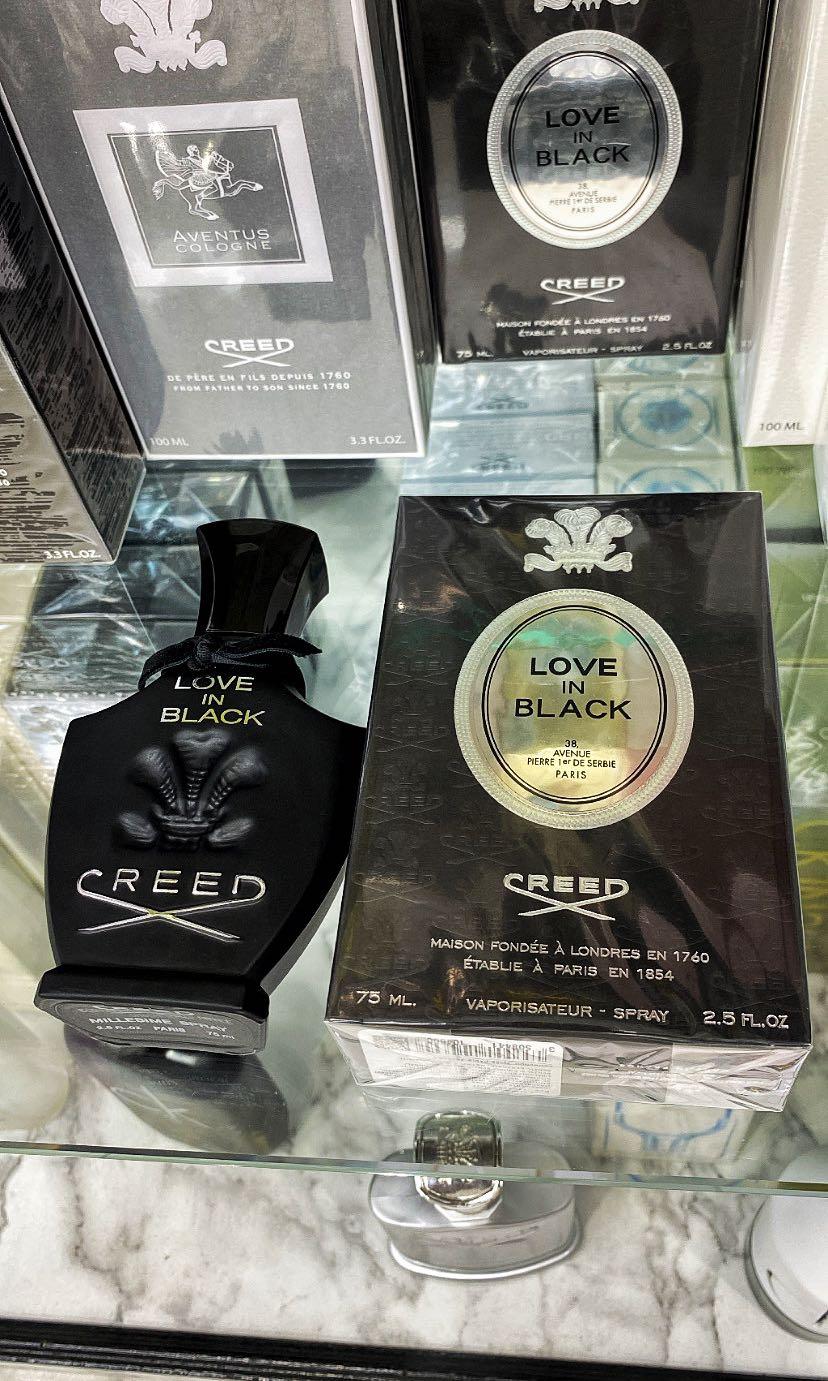 AVENTUS
COLOGNE
CREED
DE PÈRE EN FILS DEPUIS 1760
FROM FATHER TO SON SINCE 1760
100 ML
3.3 FL.OZ.
LOVE
IN
BLACK
38,
AVENUE
PIERRE 1er DE SERBIE
PARIS
CREED
MAISON FONDÉE À LONDRES EN 1760
ÉTABLIE À PARIS EN 1854
75 ML.
VAPORISATEUR - SPRAY
2.5 FL.OZ
100 ML
3.3 FL.OZ.
CREED
LOVE
IN
BLACK
CREED
MILLESIME SPRAY
2.5 FL.OZ PARIS 75 ml
LOVE
IN
BLACK
38,
AVENUE
PIERRE 1er DE SERBIE
PARIS
CREED
MAISON FONDÉE À LONDRES EN 1760
ÉTABLIE À PARIS EN 1854
75 ML.
VAPORISATEUR - SPRAY
2.5 FL.OZ